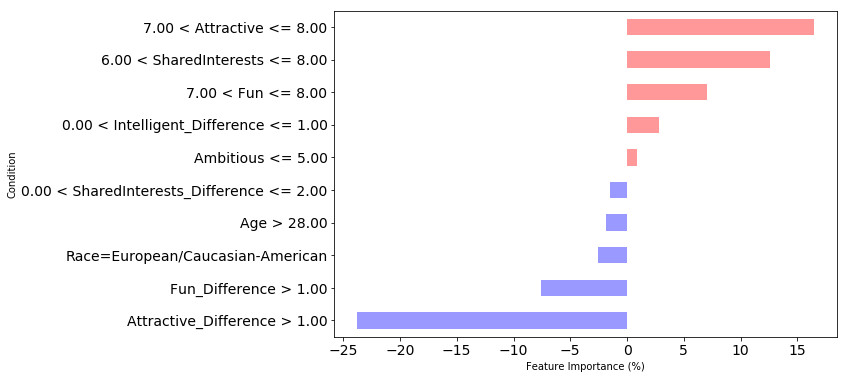 7.00 < Attractive <= 8.00
6.00 < SharedInterests <= 8.00
7.00 < Fun <= 8.00
0.00 < Intelligent_Difference <= 1.00
Ambitious <= 5.00
0.00 < SharedInterests_Difference <= 2.00
Age > 28.00
Race=European/Caucasian-American
Fun_Difference > 1.00
Attractive_Difference > 1.00
Condition
−25 −20 −15 −10 −5 0 5 10 15
Feature Importance (%)